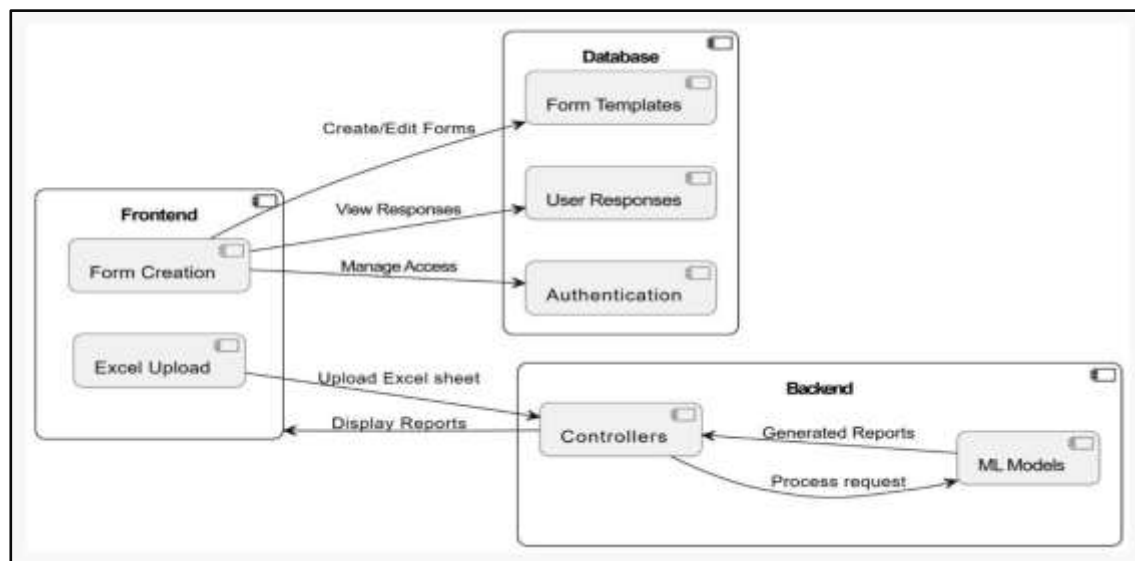 Database
Form Templates
Create/Edit Forms
User Responses
View Responses
Frontend
Form Creation
Manage Access
Authentication
Excel Upload
Upload Excel sheet
Backend
Display Reports
Controllers
Generated Reports
ML Models
Process request